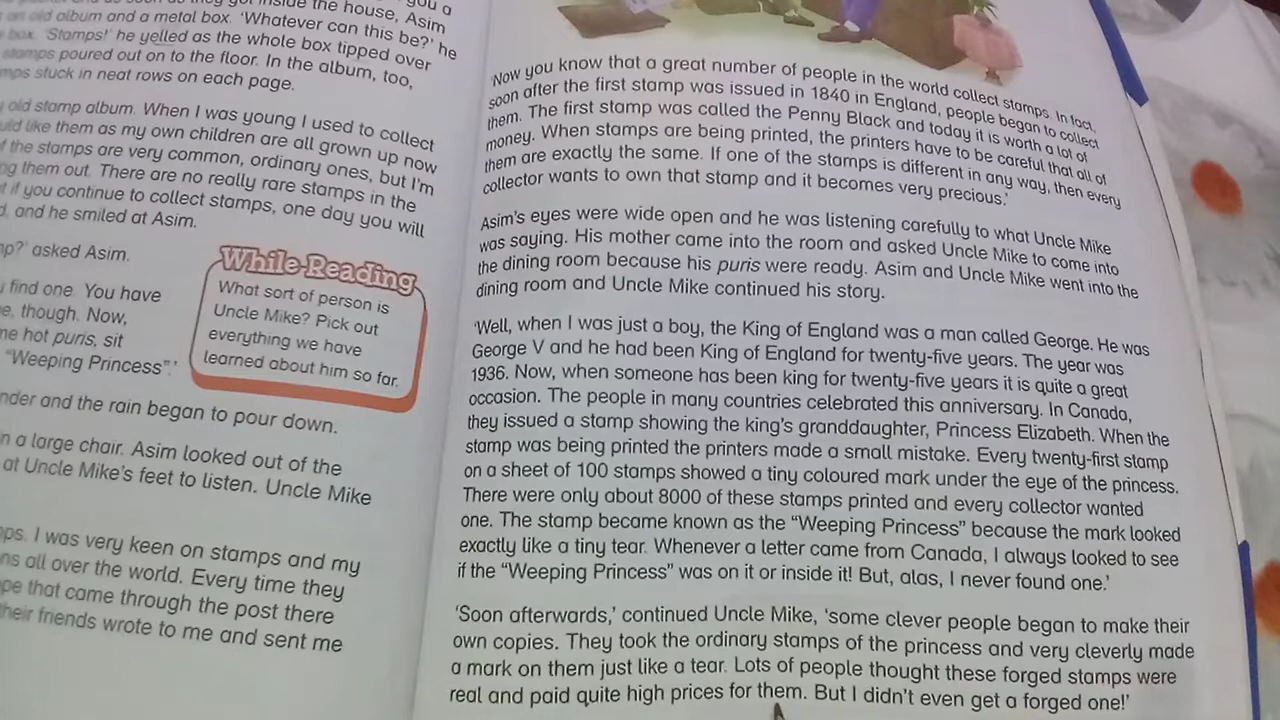 you a
inside the house, Asim
an old album and a metal box. 'Whatever can this be?' he
box. 'Stamps!' he yelled as the whole box tipped over
stamps poured out on to the floor. In the album, too,
stuck in neat rows on each page.
old stamp album. When I was young I used to collect
like them as my own children are all grown up now
the stamps are very common, ordinary ones, but I'm
them out. There are no really rare stamps in the
if you continue to collect stamps, one day you will
and he smiled at Asim.
asked Asim.
find one. You have
though. Now,
hot puris, sit
"Weeping Princess".'
While-Reading
What sort of person is
Uncle Mike? Pick out
everything we have
learned about him so far.
and the rain began to pour down.
in a large chair. Asim looked out of the
at Uncle Mike's feet to listen. Uncle Mike
I was very keen on stamps and my
all over the world. Every time they
that came through the post there
their friends wrote to me and sent me
'Now you know that a great number of people in the world collect stamps. In fact,
soon after the first stamp was issued in 1840 in England, people began to collect
them. The first stamp was called the Penny Black and today it is worth a lot of
money. When stamps are being printed, the printers have to be careful that all of
them are exactly the same. If one of the stamps is different in any way, then every
collector wants to own that stamp and it becomes very precious.'
Asim's eyes were wide open and he was listening carefully to what Uncle Mike
was saying. His mother came into the room and asked Uncle Mike to come into
the dining room because his puris were ready. Asim and Uncle Mike went into the
dining room and Uncle Mike continued his story.
'Well, when I was just a boy, the King of England was a man called George. He was
George V and he had been King of England for twenty-five years. The year was
1936. Now, when someone has been king for twenty-five years it is quite a great
occasion. The people in many countries celebrated this anniversary. In Canada,
they issued a stamp showing the king's granddaughter, Princess Elizabeth. When the
stamp was being printed the printers made a small mistake. Every twenty-first stamp
on a sheet of 100 stamps showed a tiny coloured mark under the eye of the princess.
There were only about 8000 of these stamps printed and every collector wanted
one. The stamp became known as the "Weeping Princess" because the mark looked
exactly like a tiny tear. Whenever a letter came from Canada, I always looked to see
if the "Weeping Princess" was on it or inside it! But, alas, I never found one.'
'Soon afterwards,' continued Uncle Mike, 'some clever people began to make their
own copies. They took the ordinary stamps of the princess and very cleverly made
a mark on them just like a tear. Lots of people thought these forged stamps were
real and paid quite high prices for them. But I didn't even get a forged one!'